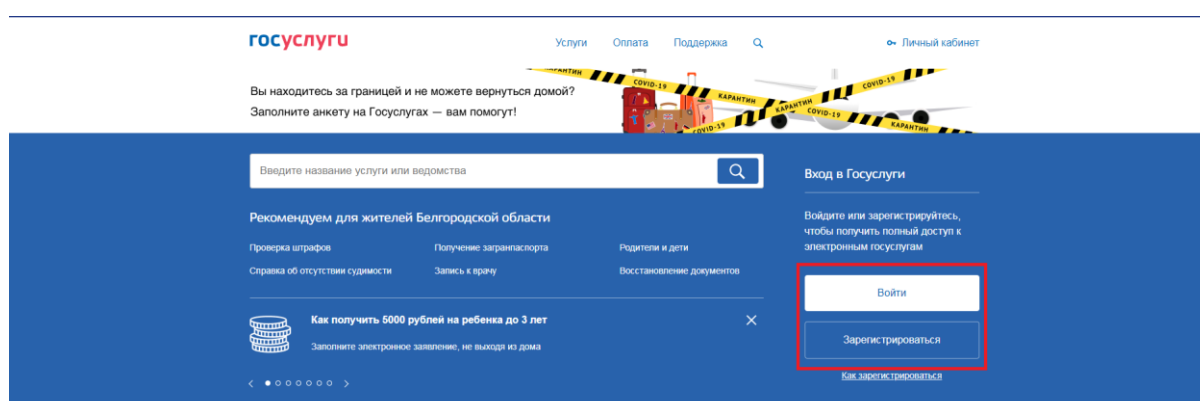 госуслуги
Услуги Оплата Поддержка Личный кабинет
Вы находитесь за границей и не можете вернуться домой?
Заполните анкету на Госуслугах — вам помогут!
КАРАНТИН COVID-19 КАРАНТИН COVID-19 КАРАНТИН COVID-19 COVID-19 КАРАНТИН
Введите название услуги или ведомства
Рекомендуем для жителей Белгородской области
Проверка штрафов Получение загранпаспорта Родители и дети
Справка об отсутствии судимости Запись к врачу Восстановление документов
Как получить 5000 рублей на ребенка до 3 лет
Заполните электронное заявление, не выходя из дома
Вход в Госуслуги
Войдите или зарегистрируйтесь,
чтобы получить полный доступ к
электронным госуслугам
Войти
Зарегистрироваться
Как зарегистрироваться